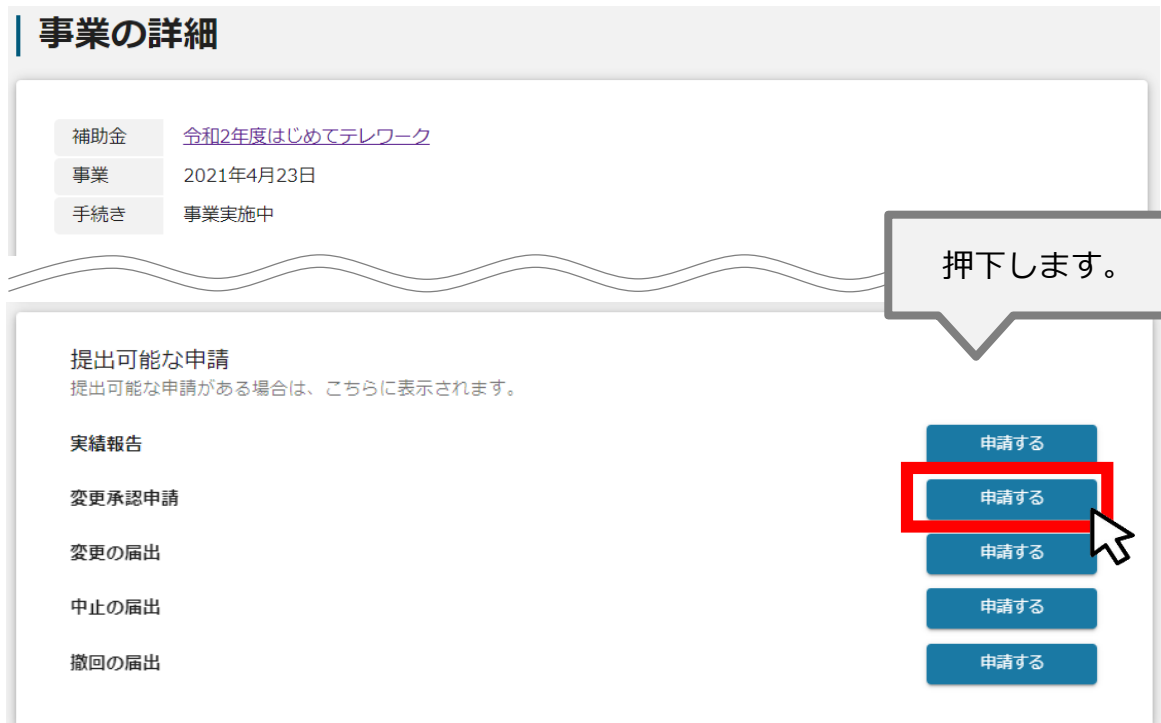 事業の詳細
補助金 令和2年度はじめてテレワーク
事業 2021年4月23日
手続き 事業実施中
押下します。
提出可能な申請
提出可能な申請がある場合は、こちらに表示されます。
実績報告 申請する
変更承認申請 申請する
変更の届出 申請する
中止の届出 申請する
撤回の届出 申請する